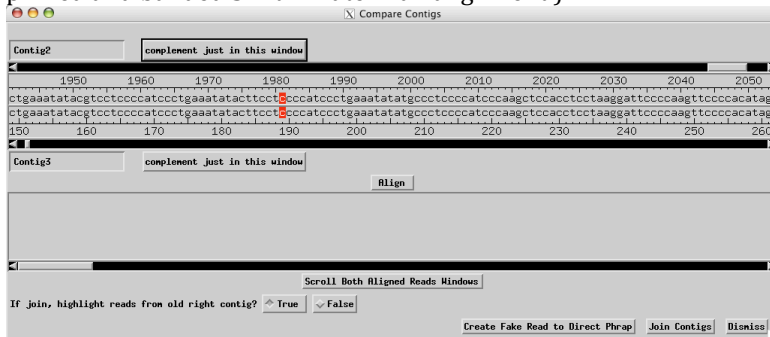 Compare Contigs
Contig2 complement just in this window
1950 1960 1970 1980 1990 2000 2010 2020 2030 2040 2050
ctgaaatatacgtcctccccatccctgaaatatacttcctccccatccctgaaatatatgccctccccatcccaagctccacctcctaaggattccccaagttccccacatag
ctgaaatatacgtcctccccatccctgaaatatacttcctccccatccctgaaatatatgccctccccatcccaagctccacctcctaaggattccccaagttccccacatag
150 160 170 180 190 200 210 220 230 240 250 260
Contig3 complement just in this window
Align
Scroll Both Aligned Reads Windows
If join, highlight reads from old right contig? True False
Create Fake Read to Direct Phrap Join Contigs Dismiss